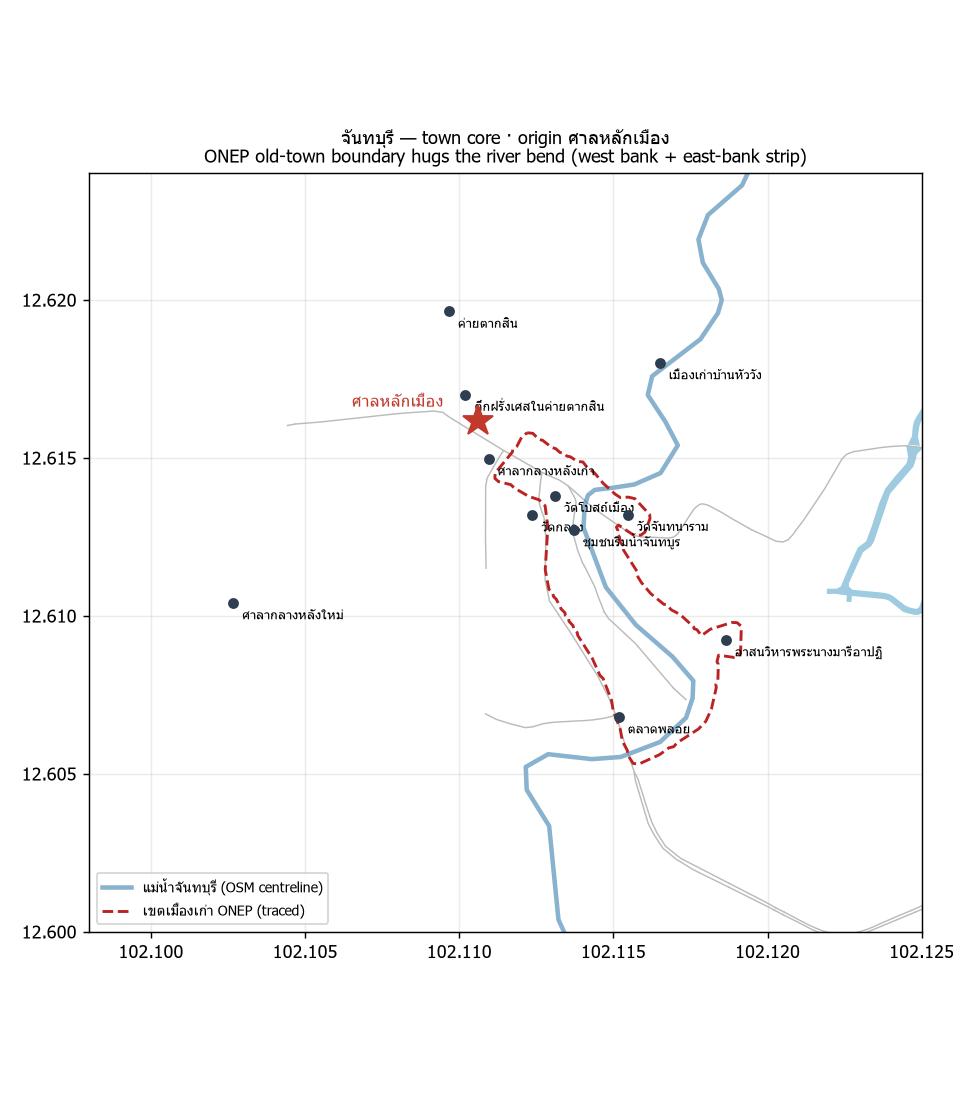 จันทบุรี — town core · origin ศาลหลักเมือง
ONEP old-town boundary hugs the river bend (west bank + east-bank strip)
12.620
ค่ายตากสิน
เมืองเก่าบ้านหัววัง
ศาลหลักเมือง
ตึกฝรั่งเศสในค่ายตากสิน
12.615
ศาลากลางหลังเก่า
วัดโบสถ์เมือง
วัดกลาง
วัดจันทนาราม
ชุมชนริมน้ำจันทบูร
12.610
ศาลากลางหลังใหม่
อาสนวิหารพระนางมารีอาปฏิ
ตลาดพลอย
12.605
แม่น้ำจันทบุรี (OSM centreline)
เขตเมืองเก่า ONEP (traced)
12.600
102.100 102.105 102.110 102.115 102.120 102.125